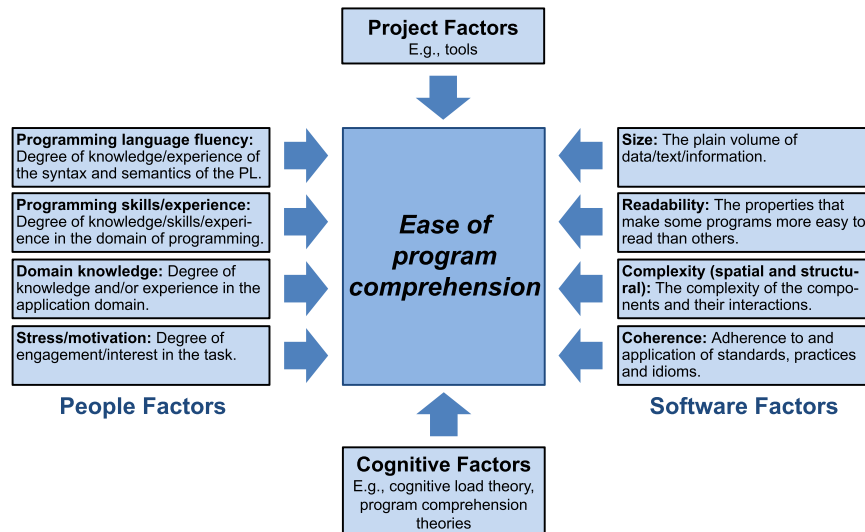 Project Factors
E.g., tools
Programming language fluency:
Degree of knowledge/experience of
the syntax and semantics of the PL.
Programming skills/experience:
Degree of knowledge/skills/experi-
ence in the domain of programming.
Domain knowledge: Degree of
knowledge and/or experience in the
application domain.
Stress/motivation: Degree of
engagement/interest in the task.
People Factors
Ease of
program
comprehension
Size: The plain volume of
data/text/information.
Readability: The properties that
make some programs more easy to
read than others.
Complexity (spatial and structu-
ral): The complexity of the compo-
nents and their interactions.
Coherence: Adherence to and
application of standards, practices
and idioms.
Software Factors
Cognitive Factors
E.g., cognitive load theory,
program comprehension
theories